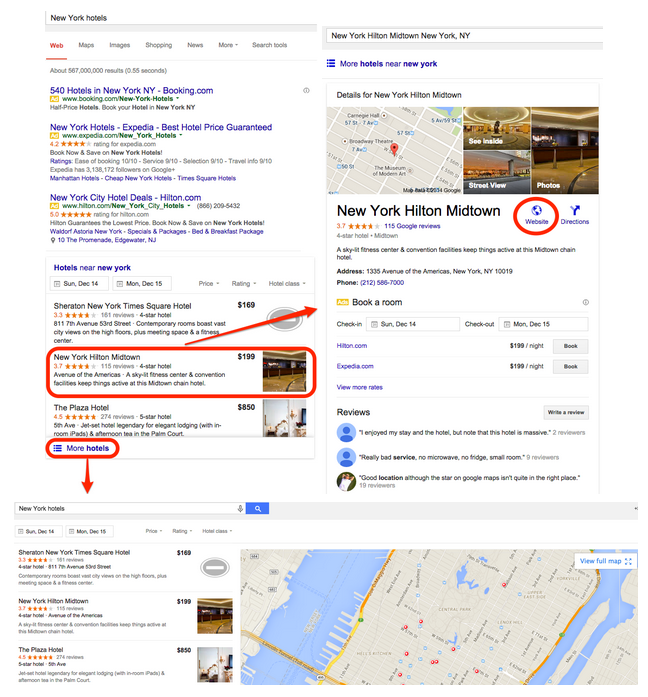 New York hotels
Web Maps Images Shopping News More Search tools
About 567,000,000 results (0.55 seconds)
540 Hotels in New York NY - Booking.com
Ad www.booking.com/New-York-Hotels
Half-Price Hotels. Book your Hotel in New York NY
New York Hotels - Expedia - Best Hotel Price Guaranteed
Ad www.expedia.com/New_York_Hotels
4.2 rating for expedia.com
Book Now & Save on New York Hotels!
Ratings: Ease of booking 10/10 - Service 9/10 - Selection 9/10 - Travel info 9/10
Expedia has 3,138,172 followers on Google+
Manhattan Hotels - Cheap New York Hotels - Times Square Hotels
New York City Hotel Deals - Hilton.com
Ad www.hilton.com/New_York_City_Hotels (866) 209-5432
5.0 rating for hilton.com
Hilton Guarantees the Lowest Price. Book Now & Save on New York Hotels!
Waldorf Astoria New York - Specials & Packages - Bed & Breakfast Package
10 The Promenade, Edgewater, NJ
Hotels near new york
Sun, Dec 14 Mon, Dec 15 Price Rating Hotel class
Sheraton New York Times Square Hotel $169
3.3 161 reviews · 4-star hotel
811 7th Avenue 53rd Street · Contemporary rooms boast vast
city views on the high floors, plus meeting space & a fitness
center.
New York Hilton Midtown $199
3.7 115 reviews · 4-star hotel
Avenue of the Americas · A sky-lit fitness center & convention
facilities keep things active at this Midtown chain hotel.
The Plaza Hotel $850
4.5 274 reviews · 5-star hotel
5th Ave · Jet-set hotel legendary for elegant lodging (with in-
room iPads) & afternoon tea in the Palm Court.
More hotels
New York Hilton Midtown New York, NY
More hotels near new york
Details for New York Hilton Midtown
Carnegie Hall
57 St - 7 Av
5 Av/59 St
57 St
Broadway Theatre
7 Av
The Museum
of Modern Art
Map data ©2014 Google
See inside
Street View
Photos
New York Hilton Midtown
3.7 115 Google reviews
4-star hotel · Midtown
Website Directions
A sky-lit fitness center & convention facilities keep things active at this Midtown chain
hotel.
Address: 1335 Avenue of the Americas, New York, NY 10019
Phone: (212) 586-7000
Ads Book a room
Check-in Sun, Dec 14 Check-out Mon, Dec 15
Hilton.com $199 / night Book
Expedia.com $199 / night Book
View more rates
Reviews Write a review
"I enjoyed my stay and the hotel, but note that this hotel is massive." 2 reviewers
"Really bad service, no microwave, no fridge, small room." 9 reviewers
"Good location although the star on google maps isn't quite in the right place."
19 reviewers
New York hotels
Sun, Dec 14 Mon, Dec 15 Price Rating Hotel class
Sheraton New York Times Square Hotel $169
3.3 161 reviews
4-star hotel · 811 7th Avenue 53rd Street
Contemporary rooms boast vast city views on the high floors, plus
meeting space & a fitness center.
New York Hilton Midtown $199
3.7 115 reviews
4-star hotel · Avenue of the Americas
A sky-lit fitness center & convention facilities keep things active at
this Midtown chain hotel.
The Plaza Hotel $850
4.5 274 reviews
5-star hotel · 5th Ave
Jet-set hotel legendary for elegant lodging (with in-room iPads) &
afternoon tea in the Palm Court.
View full map
CENTRAL PARK
UPPER
EAST SIDE
YORKVILLE
LENOX HILL
HELL'S KITCHEN